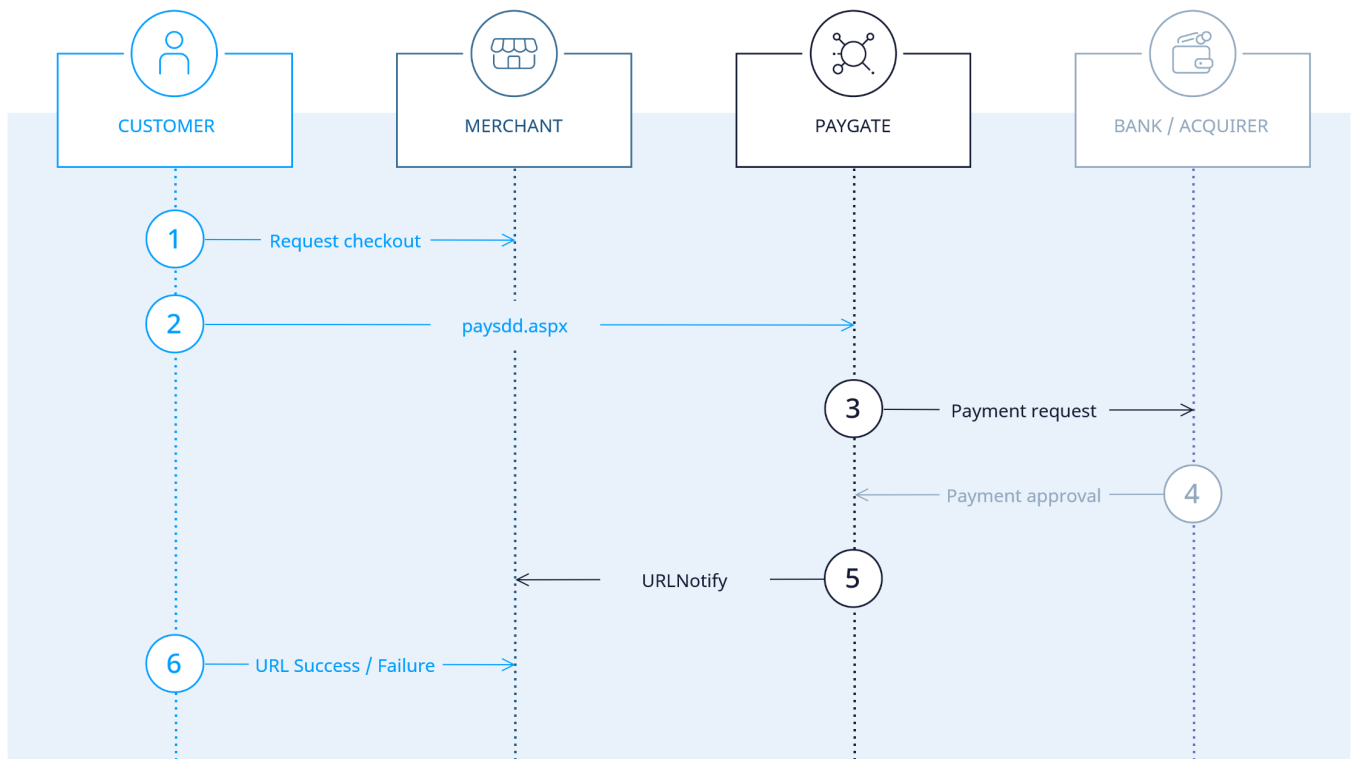 CUSTOMER
MERCHANT
PAYGATE
BANK / ACQUIRER
1
Request checkout
2
paysdd.aspx
3
Payment request
Payment approval
4
URLNotify
5
6
URL Success / Failure